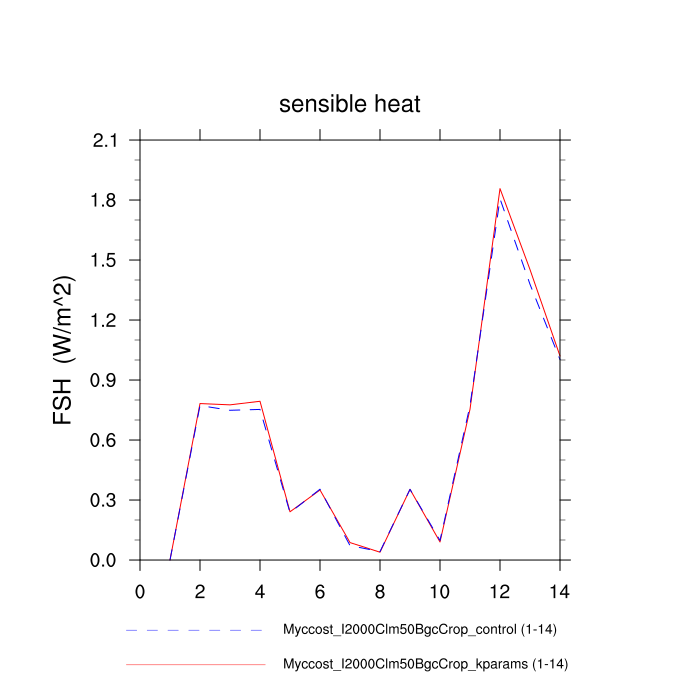 sensible heat
FSH  (W/m^2)
2.1
1.8
1.5
1.2
0.9
0.6
0.3
0.0
0 2 4 6 8 10 12 14
Myccost_I2000Clm50BgcCrop_control (1-14)
Myccost_I2000Clm50BgcCrop_kparams (1-14)